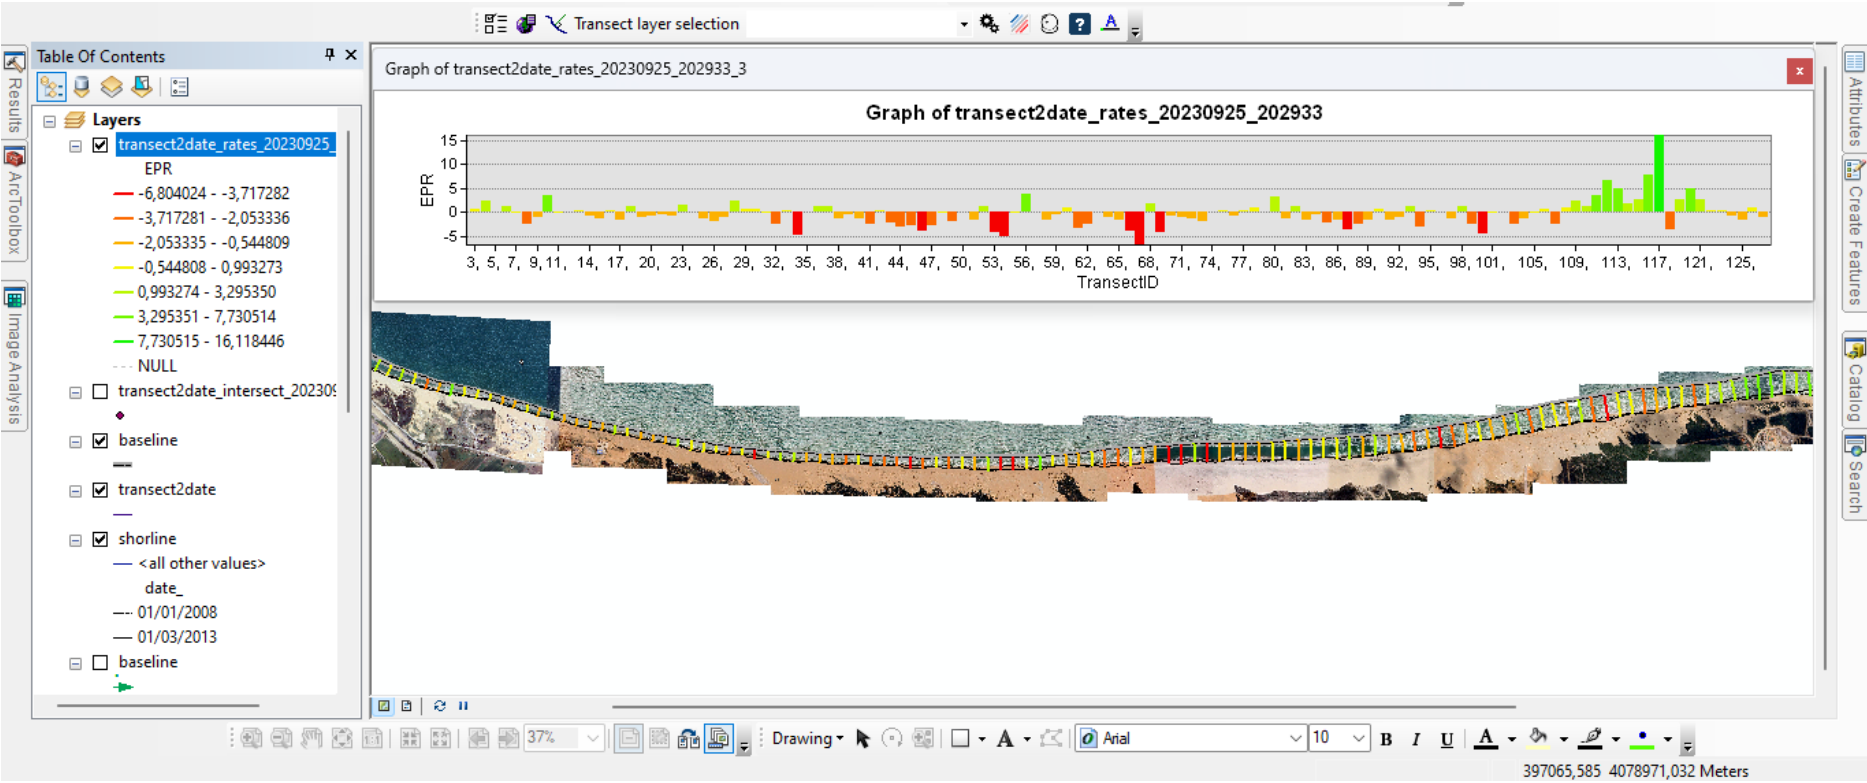 Transect layer selection
Table Of Contents
Results
ArcToolbox
Image Analysis
Layers
transect2date_rates_20230925_
EPR
-6,804024 - -3,717282
-3,717281 - -2,053336
-2,053335 - -0,544809
-0,544808 - 0,993273
0,993274 - 3,295350
3,295351 - 7,730514
7,730515 - 16,118446
NULL
transect2date_intersect_202309
baseline
transect2date
shorline
<all other values>
date_
01/01/2008
01/03/2013
baseline
Graph of transect2date_rates_20230925_202933_3
x
Graph of transect2date_rates_20230925_202933
EPR
15
10
5
0
-5
3, 5, 7, 9, 11, 14, 17, 20, 23, 26, 29, 32, 35, 38, 41, 44, 47, 50, 53, 56, 59, 62, 65, 68, 71, 74, 77, 80, 83, 86, 89, 92, 95, 98, 101, 105, 109, 113, 117, 121, 125,
TransectID
Attributes
Create Features
Catalog
Search
1:1
37%
Drawing
A
Arial
10
B I U A
397065,585 4078971,032 Meters